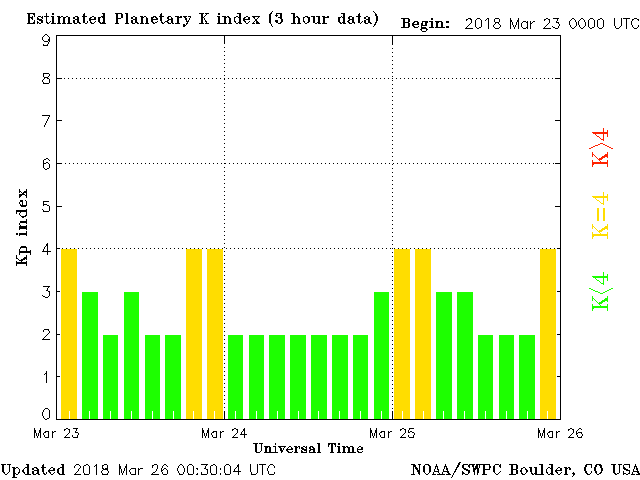 Estimated Planetary K index (3 hour data)
Begin: 2018 Mar 23 0000 UTC
9
8
7
6
5
4
3
2
1
0
Kp index
K>4
K=4
K<4
Mar 23
Mar 24
Mar 25
Mar 26
Universal Time
Updated 2018 Mar 26 00:30:04 UTC
NOAA/SWPC Boulder, CO USA